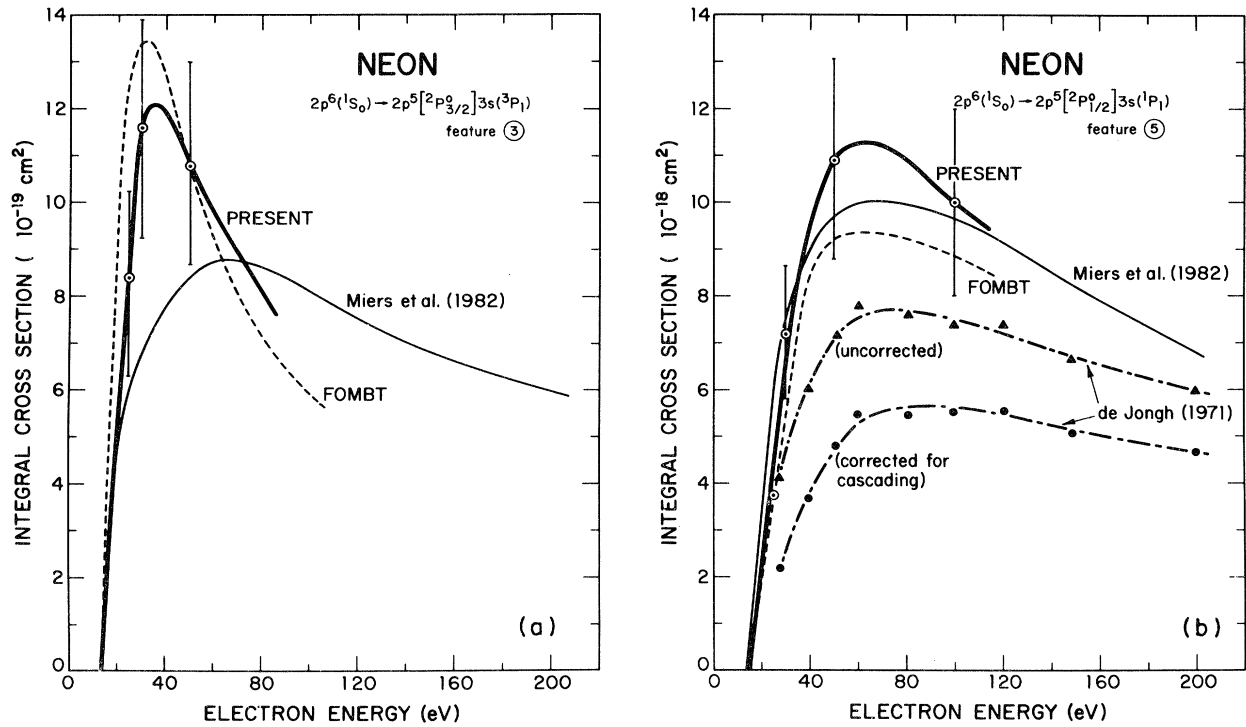 14
12
10
8
6
4
2
0
INTEGRAL CROSS SECTION ( 10⁻¹⁹ cm²)
NEON
2p⁶(¹S₀) → 2p⁵[²P°₃/₂]3s(³P₁)
feature ③
PRESENT
Miers et al. (1982)
FOMBT
(a)
0 40 80 120 160 200
ELECTRON ENERGY (eV)
14
12
10
8
6
4
2
0
INTEGRAL CROSS SECTION ( 10⁻¹⁸ cm²)
NEON
2p⁶(¹S₀) → 2p⁵[²P°₁/₂]3s(¹P₁)
feature ⑤
PRESENT
Miers et al. (1982)
FOMBT
(uncorrected)
de Jongh (1971)
(corrected for
cascading)
(b)
0 40 80 120 160 200
ELECTRON ENERGY (eV)